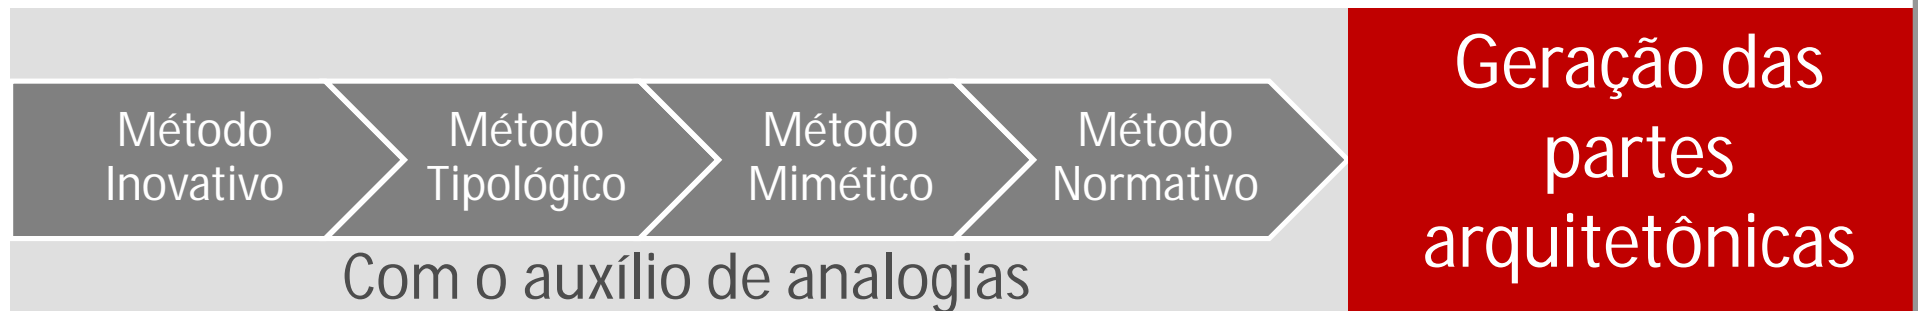 Método
Inovativo
Método
Tipológico
Método
Mimético
Método
Normativo
Com o auxílio de analogias
Geração das
partes
arquitetônicas